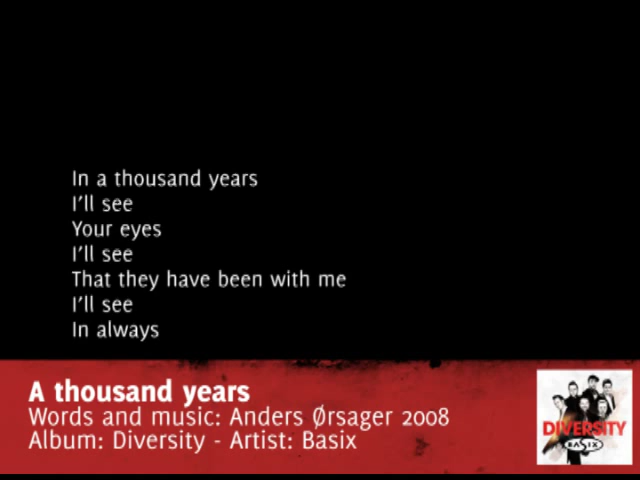 In a thousand years
I'll see
Your eyes
I'll see
That they have been with me
I'll see
In always
A thousand years
Words and music: Anders Ørsager 2008
Album: Diversity - Artist: Basix
DIVERSITY
BASIX